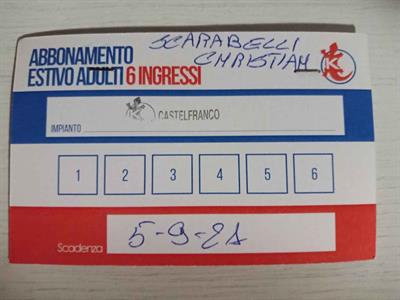 SCARABELLI
CHRISTIAN
ABBONAMENTO
ESTIVO ADULTI 6 INGRESSI
CASTELFRANCO
IMPIANTO
1 2 3 4 5 6
Scadenza 5-9-21